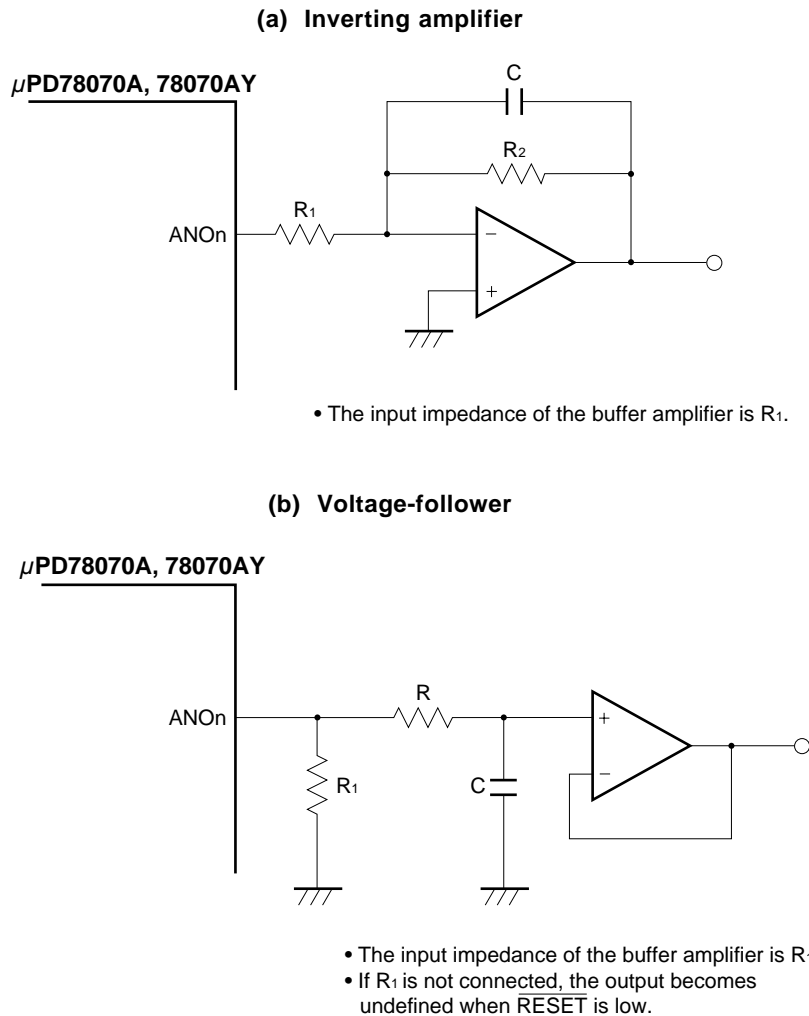 (a) Inverting amplifier
µPD78070A, 78070AY
C
R2
R1
ANOn
−
+
• The input impedance of the buffer amplifier is R1.
(b) Voltage-follower
µPD78070A, 78070AY
R
ANOn
+
−
R1
C
• The input impedance of the buffer amplifier is R
• If R1 is not connected, the output becomes
undefined when RESET is low.